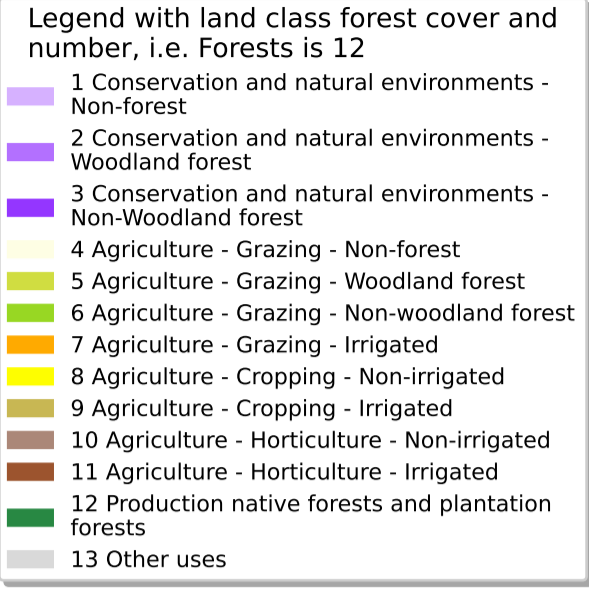 Legend with land class forest cover and
number, i.e. Forests is 12
1 Conservation and natural environments -
Non-forest
2 Conservation and natural environments -
Woodland forest
3 Conservation and natural environments -
Non-Woodland forest
4 Agriculture - Grazing - Non-forest
5 Agriculture - Grazing - Woodland forest
6 Agriculture - Grazing - Non-woodland forest
7 Agriculture - Grazing - Irrigated
8 Agriculture - Cropping - Non-irrigated
9 Agriculture - Cropping - Irrigated
10 Agriculture - Horticulture - Non-irrigated
11 Agriculture - Horticulture - Irrigated
12 Production native forests and plantation
forests
13 Other uses